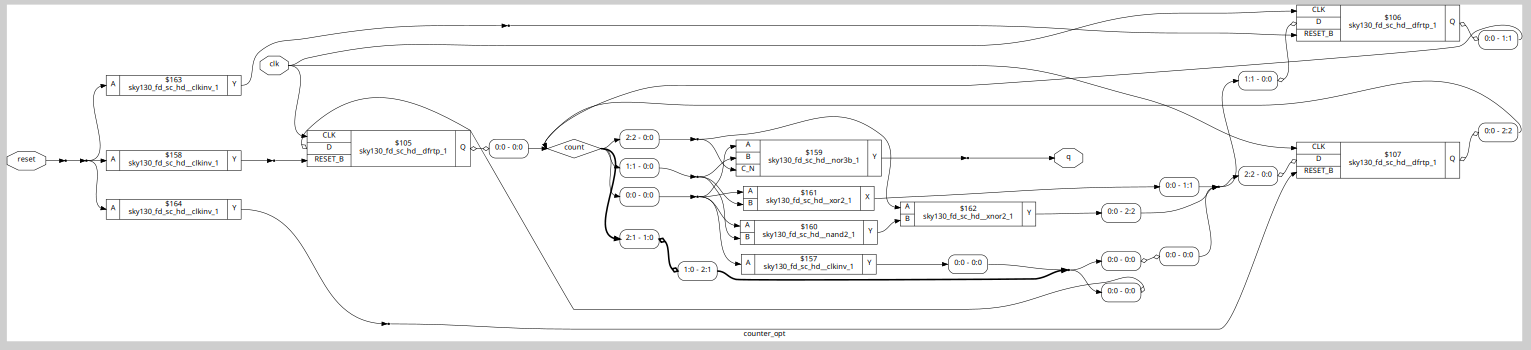 $106
CLK
D
RESET_B
sky130_fd_sc_hd__dfrtp_1
Q
0:0 - 1:1
clk
$163
A
sky130_fd_sc_hd__clkinv_1
Y
1:1 - 0:0
$105
CLK
D
RESET_B
sky130_fd_sc_hd__dfrtp_1
Q
0:0 - 0:0
count
2:2 - 0:0
0:0 - 2:2
reset
$158
A
sky130_fd_sc_hd__clkinv_1
Y
1:1 - 0:0
$159
A
B
C_N
sky130_fd_sc_hd__nor3b_1
Y
q
$107
CLK
D
RESET_B
sky130_fd_sc_hd__dfrtp_1
Q
2:2 - 0:0
0:0 - 0:0
$161
A
B
sky130_fd_sc_hd__xor2_1
X
0:0 - 1:1
$164
A
sky130_fd_sc_hd__clkinv_1
Y
$162
A
B
sky130_fd_sc_hd__xnor2_1
Y
0:0 - 2:2
$160
A
B
sky130_fd_sc_hd__nand2_1
Y
2:1 - 1:0
1:0 - 2:1
$157
A
sky130_fd_sc_hd__clkinv_1
Y
0:0 - 0:0
0:0 - 0:0
0:0 - 0:0
0:0 - 0:0
counter_opt